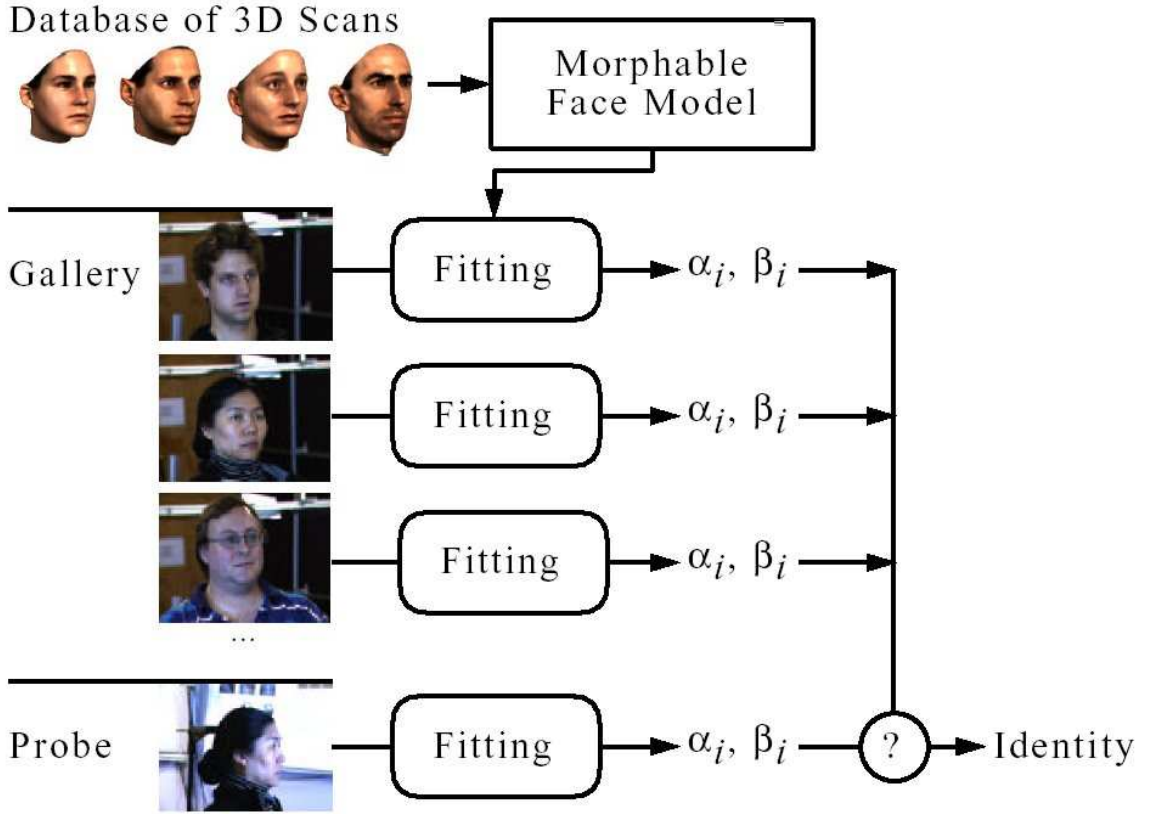 Database of 3D Scans
Morphable
Face Model
Gallery
Fitting
α_i, β_i
Fitting
α_i, β_i
Fitting
α_i, β_i
...
Probe
Fitting
α_i, β_i
?
Identity